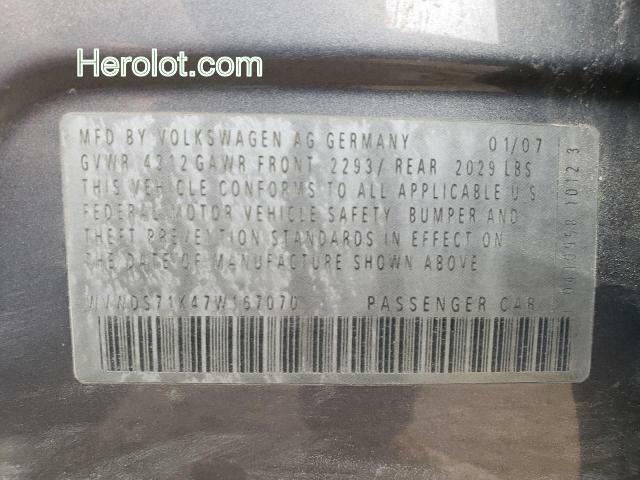 Herolot.com
MFD BY VOLKSWAGEN AG GERMANY 01/07
GVWR 4212 GAWR FRONT 2293/ REAR 2029 LBS
THIS VEHICLE CONFORMS TO ALL APPLICABLE U S
FEDERAL MOTOR VEHICLE SAFETY, BUMPER AND
THEFT PREVENTION STANDARDS IN EFFECT ON
THE DATE OF MANUFACTURE SHOWN ABOVE
WVWDS71K47W167070 PASSENGER CAR